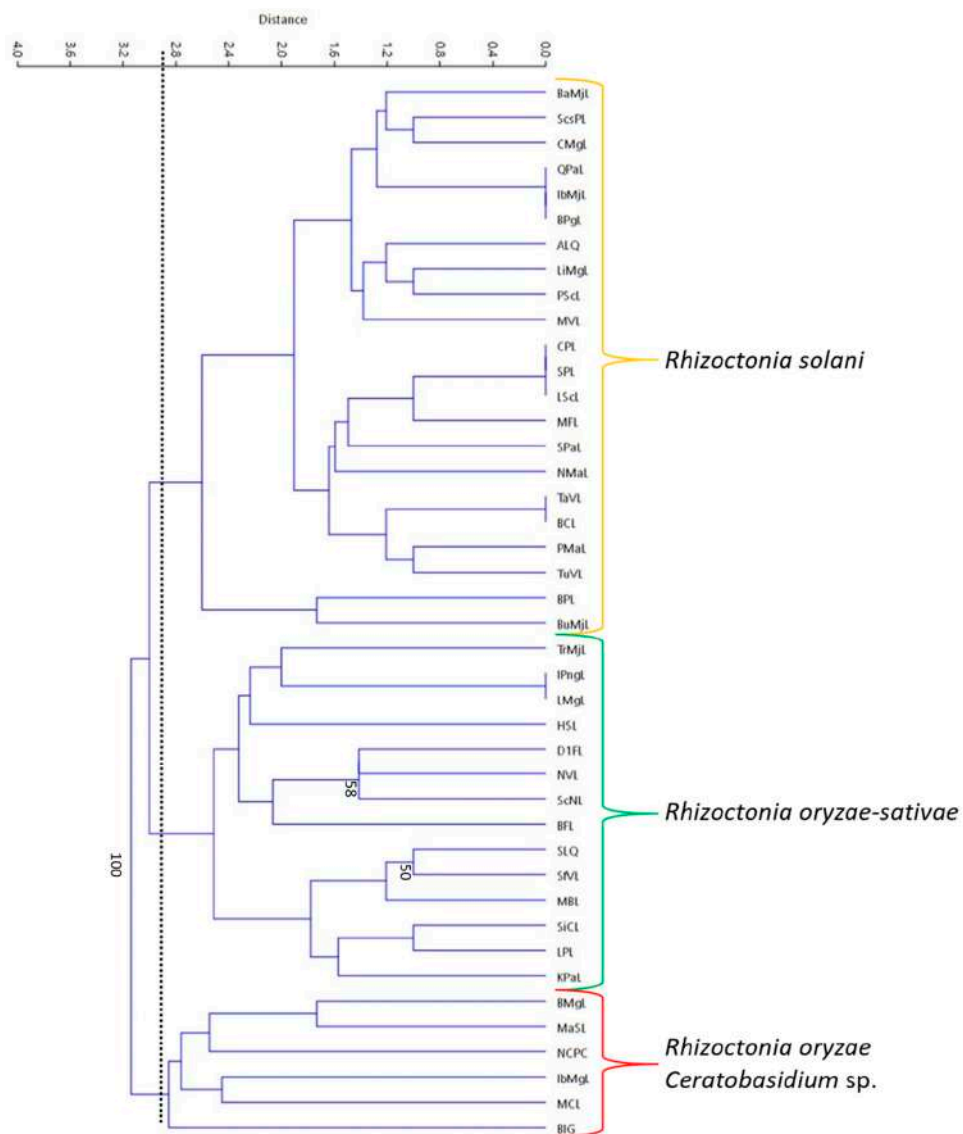 Distance
4.0 3.6 3.2 2.8 2.4 2.0 1.6 1.2 0.8 0.4 0.0
BaMjL
ScsPL
CMgL
QPaL
IbMjL
BPgL
ALQ
LiMgL
PScL
MVL
CPL
SPL
LScL
MFL
SPaL
NMaL
TaVL
BCL
PMaL
TuVL
BPL
BuMjL
Rhizoctonia solani
TrMjL
IPngL
LMgL
HSL
D1FL
NVL
ScNL
58
BFL
SLQ
50
SfVL
MBL
SiCL
LPL
KPaL
Rhizoctonia oryzae-sativae
100
BMgL
MaSL
NCPC
IbMgL
MCL
BIG
Rhizoctonia oryzae
Ceratobasidium sp.